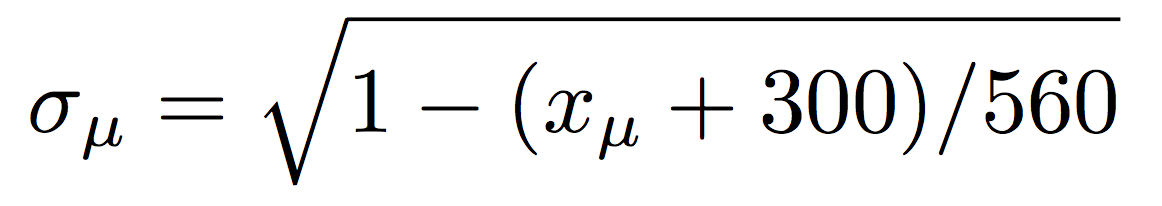 σ_μ = √(1 − (x_μ + 300)/560)